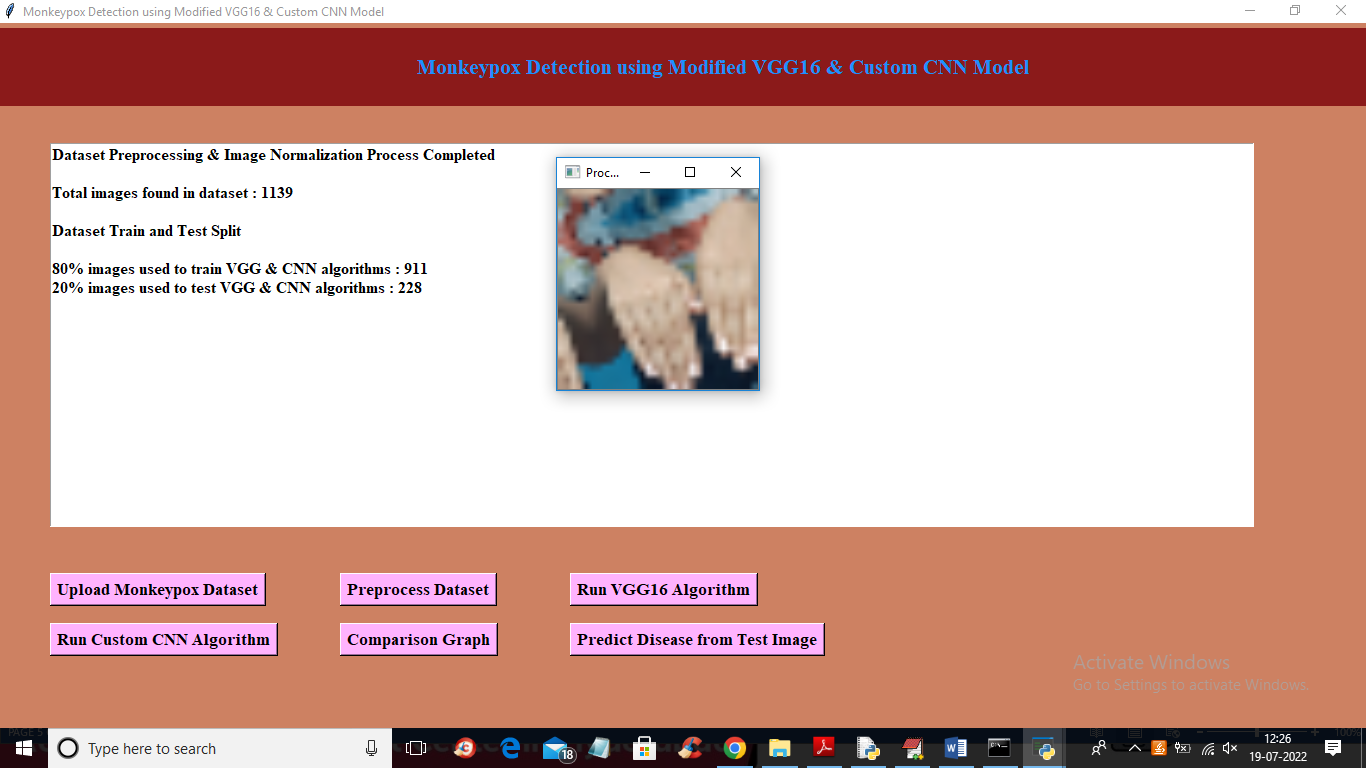 Monkeypox Detection using Modified VGG16 & Custom CNN Model
Monkeypox Detection using Modified VGG16 & Custom CNN Model
Dataset Preprocessing & Image Normalization Process Completed
Total images found in dataset : 1139
Dataset Train and Test Split
80% images used to train VGG & CNN algorithms : 911
20% images used to test VGG & CNN algorithms : 228
Proc...
Upload Monkeypox Dataset
Preprocess Dataset
Run VGG16 Algorithm
Run Custom CNN Algorithm
Comparison Graph
Predict Disease from Test Image
Activate Windows
Go to Settings to activate Windows.
PAGE 5
100%
Type here to search
18
12:26
19-07-2022